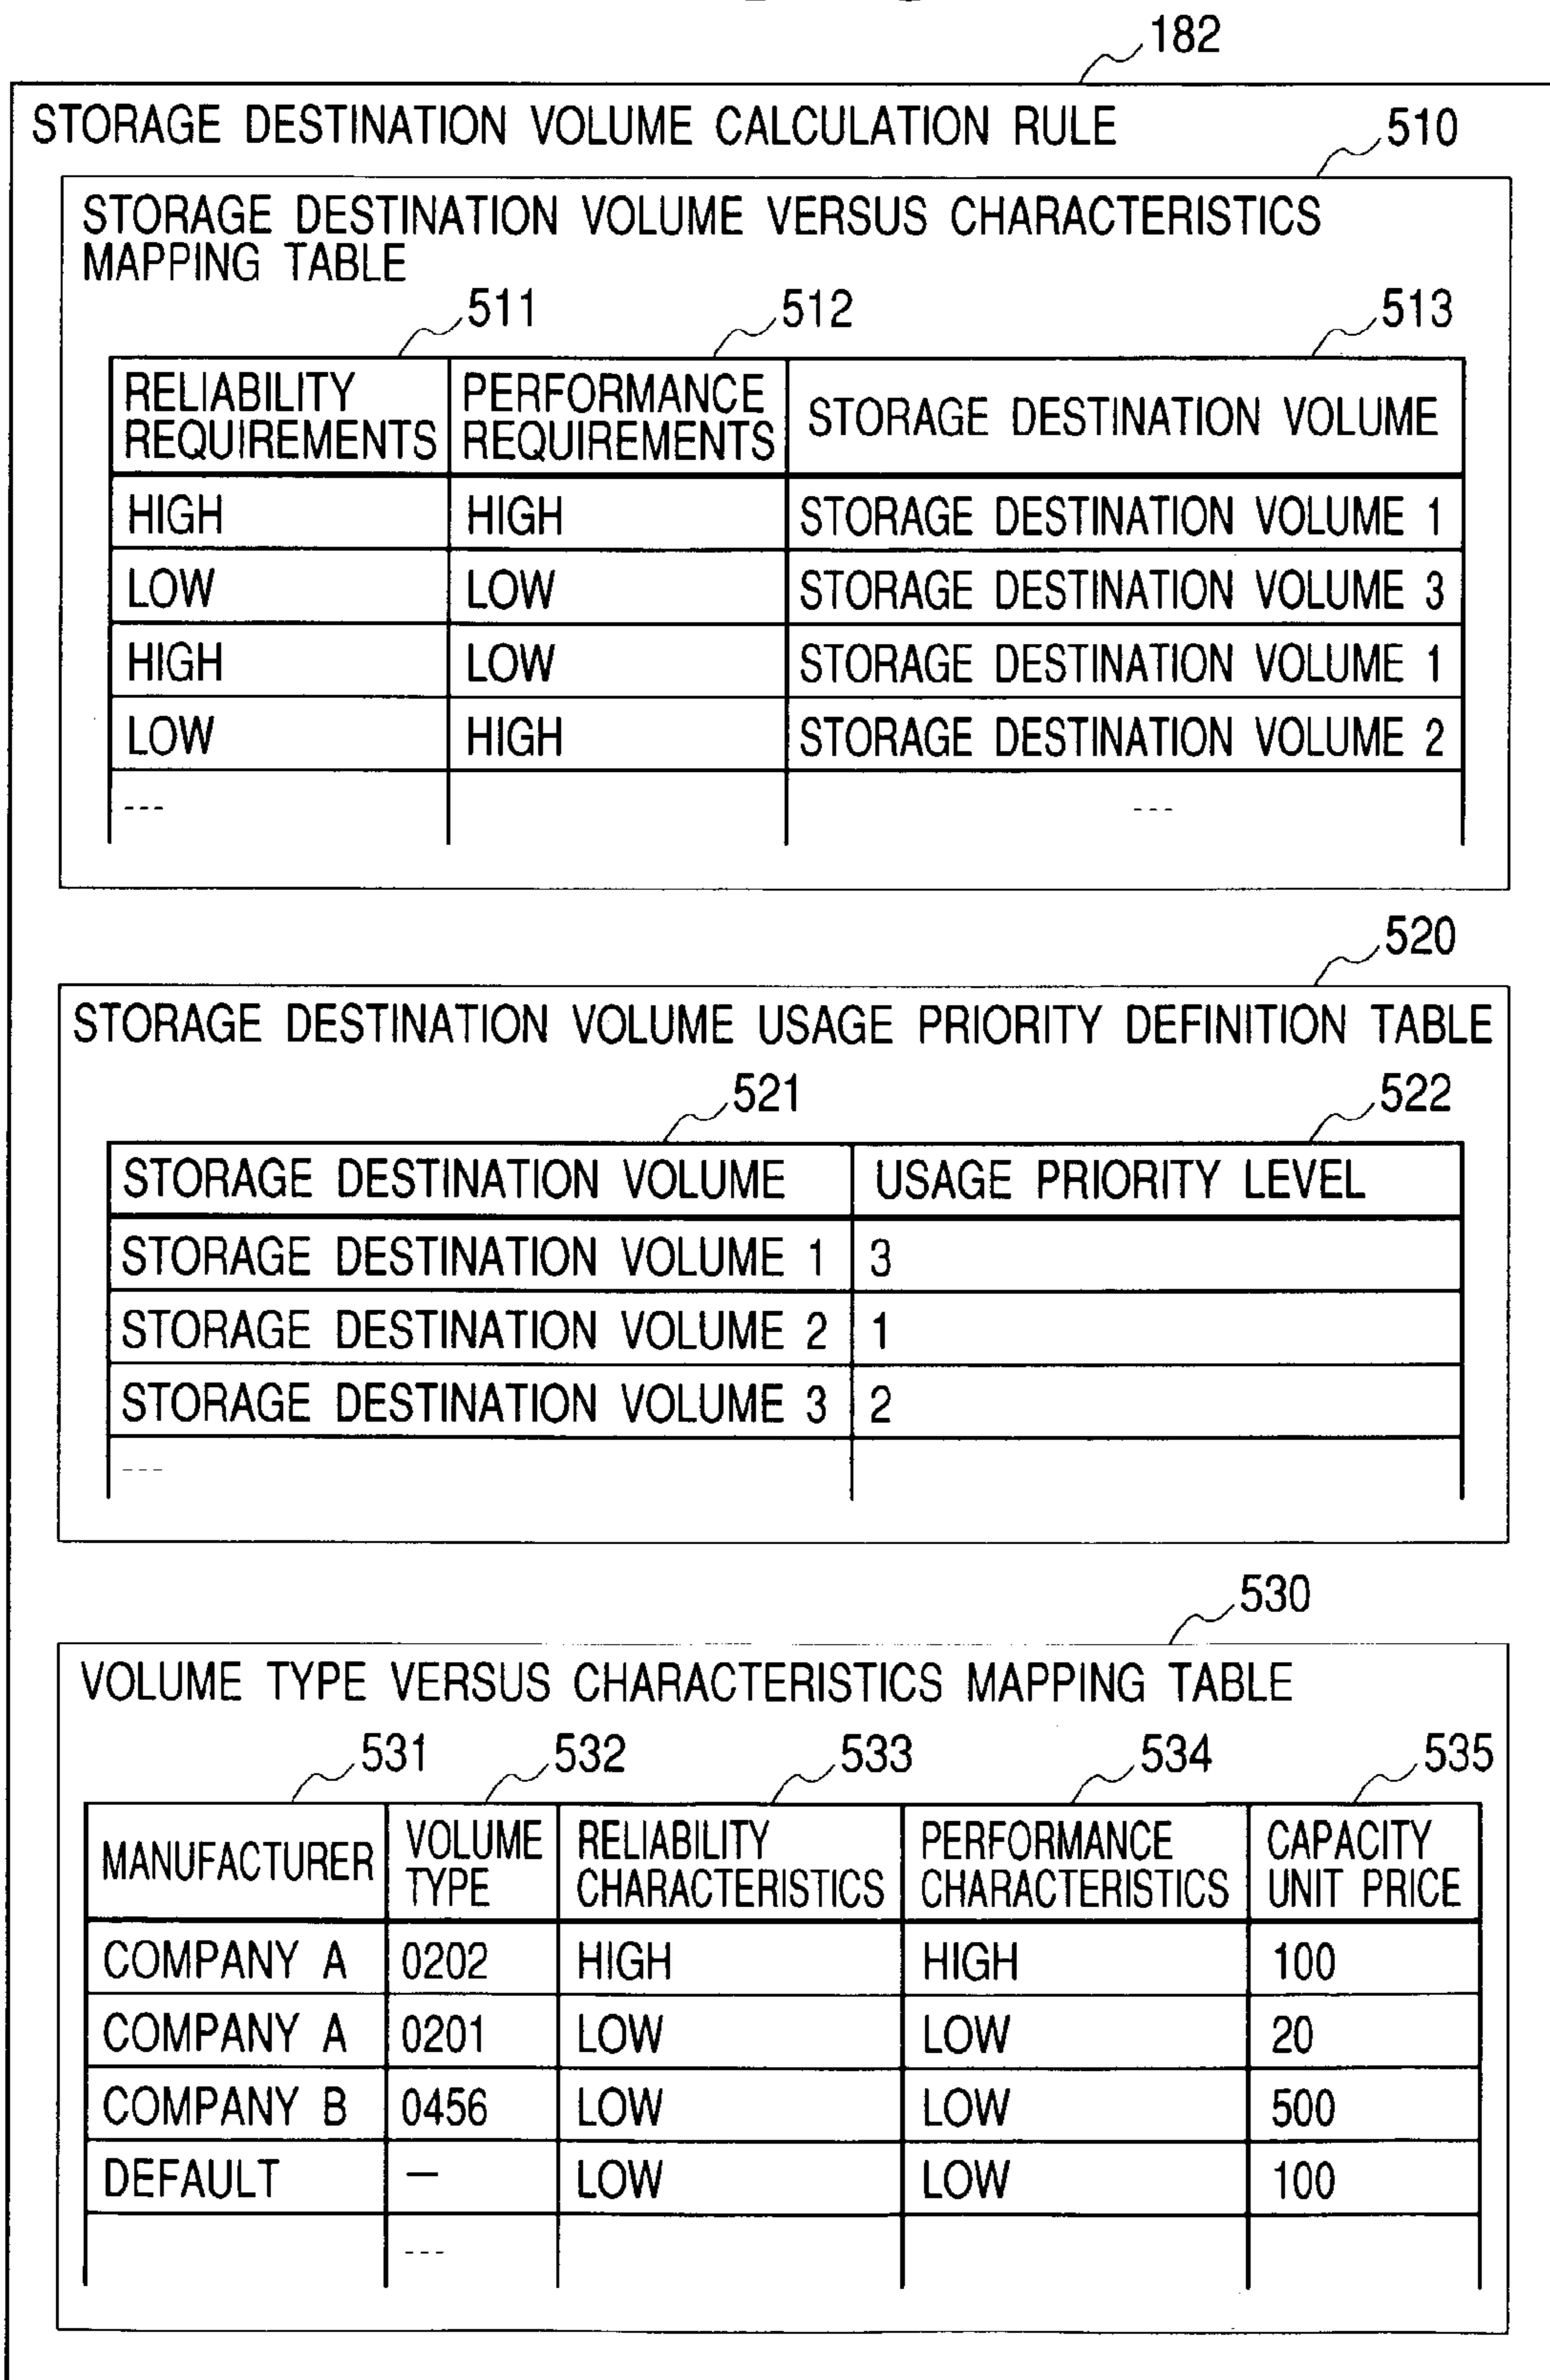 182
STORAGE DESTINATION VOLUME CALCULATION RULE
510
STORAGE DESTINATION VOLUME VERSUS CHARACTERISTICS
MAPPING TABLE
511 512 513
RELIABILITY REQUIREMENTS PERFORMANCE REQUIREMENTS STORAGE DESTINATION VOLUME
HIGH HIGH STORAGE DESTINATION VOLUME 1
LOW LOW STORAGE DESTINATION VOLUME 3
HIGH LOW STORAGE DESTINATION VOLUME 1
LOW HIGH STORAGE DESTINATION VOLUME 2
--- ---
520
STORAGE DESTINATION VOLUME USAGE PRIORITY DEFINITION TABLE
521 522
STORAGE DESTINATION VOLUME USAGE PRIORITY LEVEL
STORAGE DESTINATION VOLUME 1 3
STORAGE DESTINATION VOLUME 2 1
STORAGE DESTINATION VOLUME 3 2
---
530
VOLUME TYPE VERSUS CHARACTERISTICS MAPPING TABLE
531 532 533 534 535
MANUFACTURER VOLUME TYPE RELIABILITY CHARACTERISTICS PERFORMANCE CHARACTERISTICS CAPACITY UNIT PRICE
COMPANY A 0202 HIGH HIGH 100
COMPANY A 0201 LOW LOW 20
COMPANY B 0456 LOW LOW 500
DEFAULT — LOW LOW 100
---